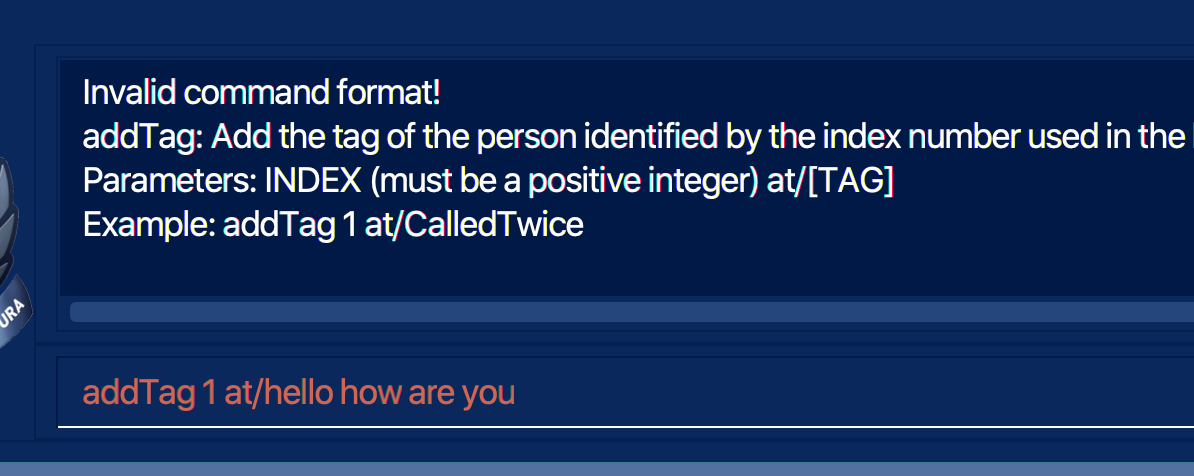 Invalid command format!
addTag: Add the tag of the person identified by the index number used in the
Parameters: INDEX (must be a positive integer) at/[TAG]
Example: addTag 1 at/CalledTwice
URA
addTag 1 at/hello how are you